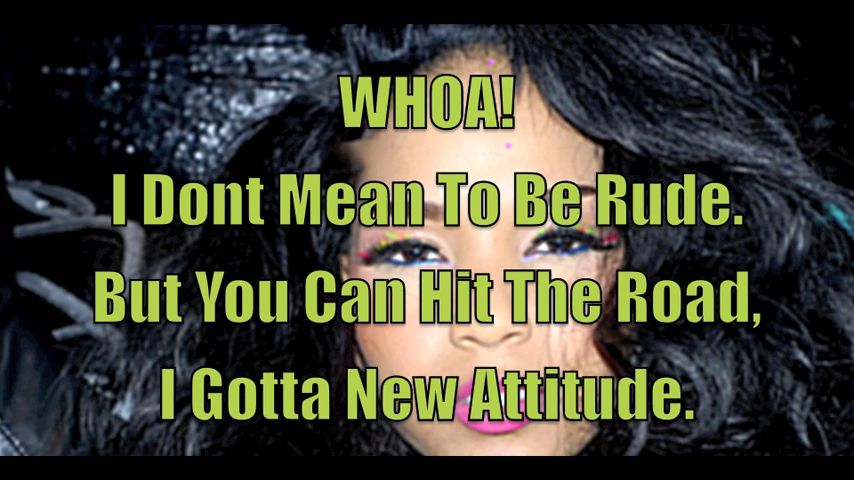 WHOA!
I Dont Mean To Be Rude.
But You Can Hit The Road,
I Gotta New Attitude.